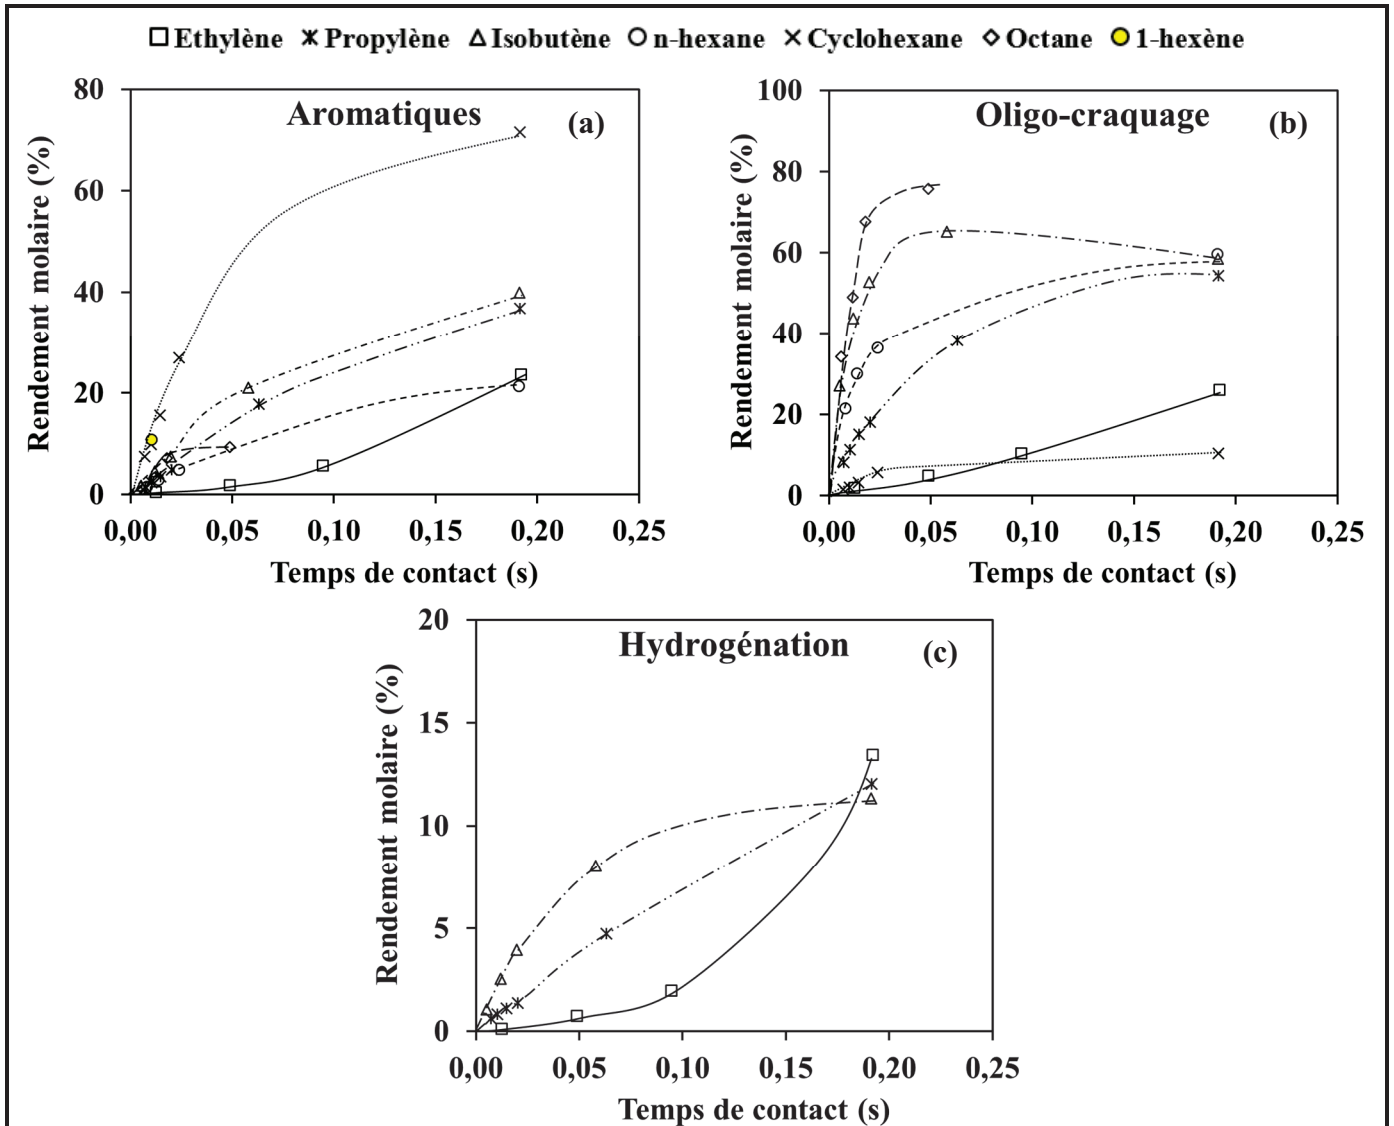 Ethylène Propylène Isobutène n-hexane Cyclohexane Octane 1-hexène
Aromatiques
(a)
Rendement molaire (%)
80
60
40
20
0
0,00 0,05 0,10 0,15 0,20 0,25
Temps de contact (s)
Oligo-craquage
(b)
Rendement molaire (%)
100
80
60
40
20
0
0,00 0,05 0,10 0,15 0,20 0,25
Temps de contact (s)
Hydrogénation
(c)
Rendement molaire (%)
20
15
10
5
0
0,00 0,05 0,10 0,15 0,20 0,25
Temps de contact (s)